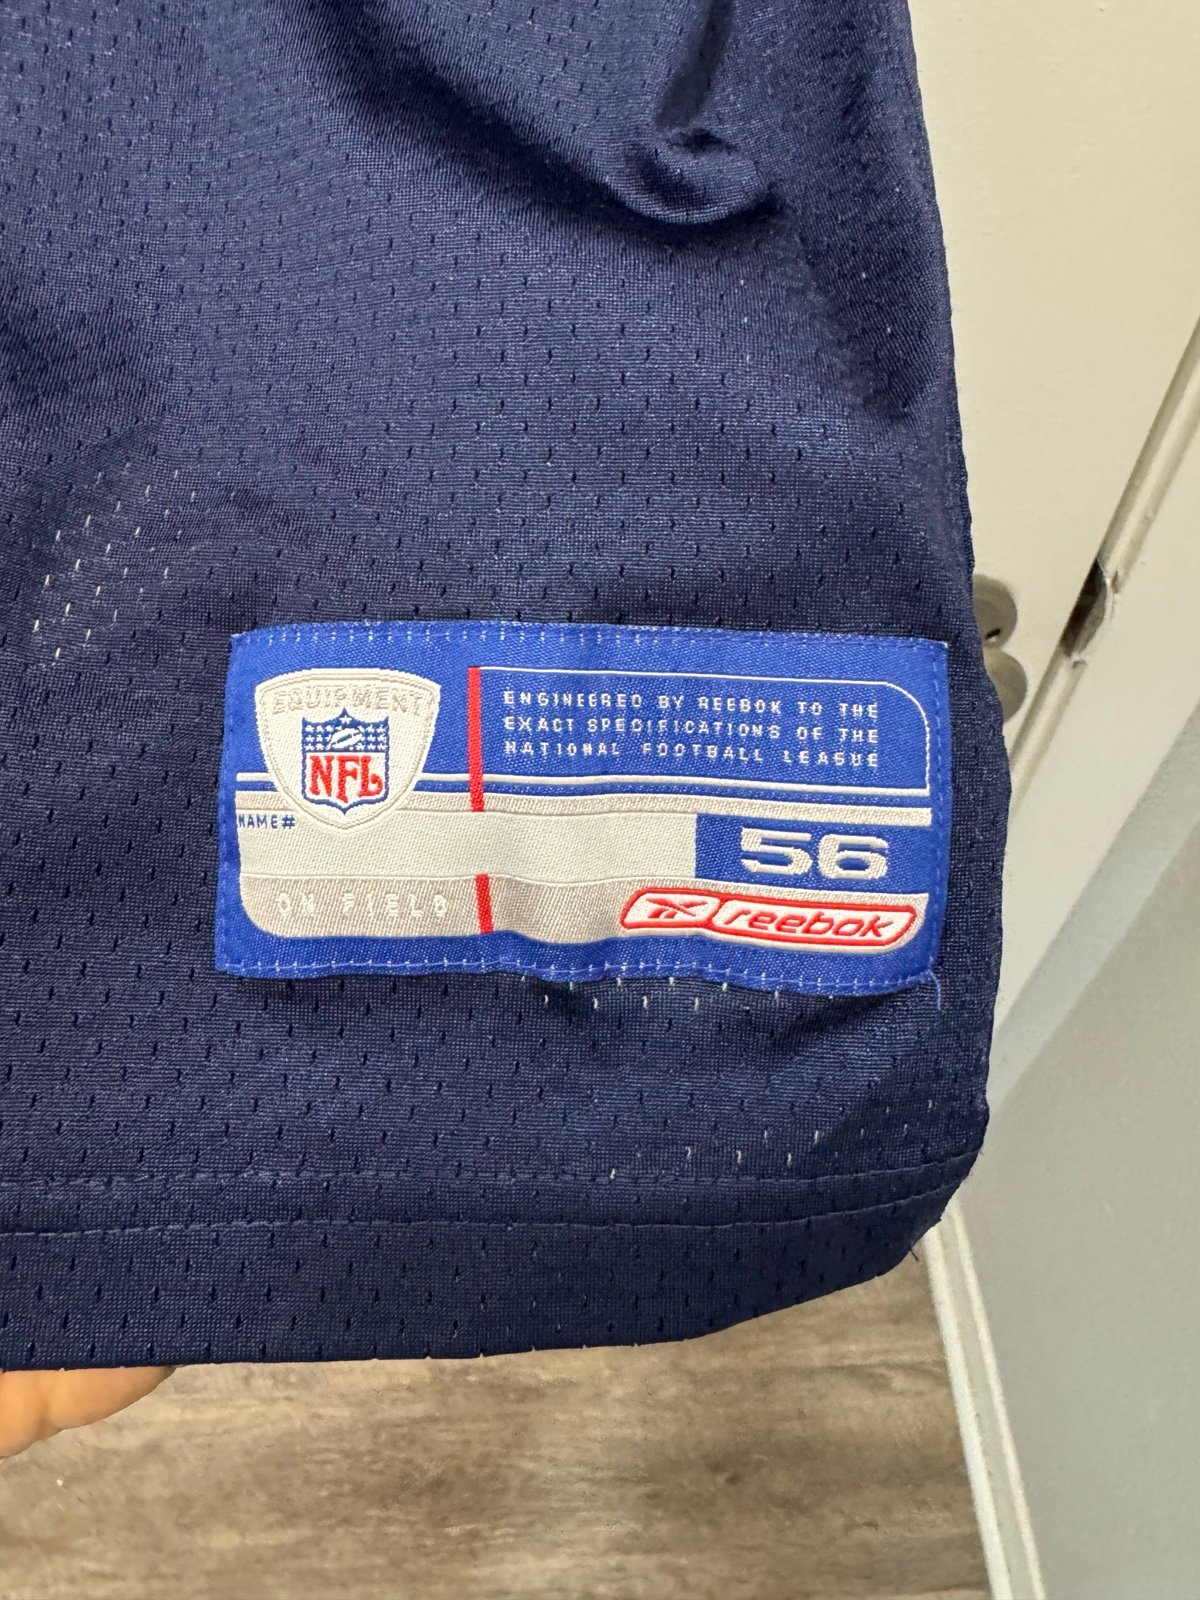 EQUIPMENT
NFL
ENGINEERED BY REEBOK TO THE
EXACT SPECIFICATIONS OF THE
NATIONAL FOOTBALL LEAGUE
NAME#
56
ON FIELD
reebok